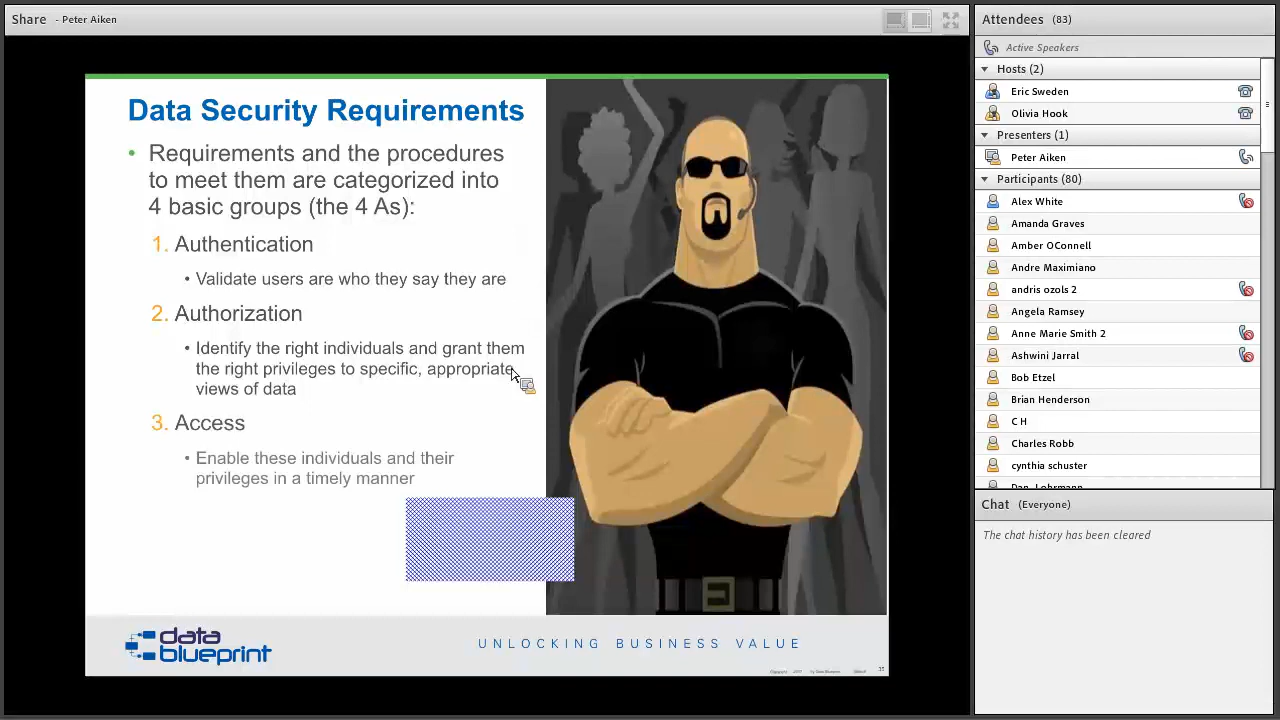 Share - Peter Aiken
Data Security Requirements
• Requirements and the procedures
to meet them are categorized into
4 basic groups (the 4 As):
1. Authentication
• Validate users are who they say they are
2. Authorization
• Identify the right individuals and grant them
the right privileges to specific, appropriate
views of data
3. Access
• Enable these individuals and their
privileges in a timely manner
data
blueprint
UNLOCKING BUSINESS VALUE
Attendees (83)
Active Speakers
Hosts (2)
Eric Sweden
Olivia Hook
Presenters (1)
Peter Aiken
Participants (80)
Alex White
Amanda Graves
Amber OConnell
Andre Maximiano
andris ozols 2
Angela Ramsey
Anne Marie Smith 2
Ashwini Jarral
Bob Etzel
Brian Henderson
C H
Charles Robb
cynthia schuster
Dan Lohrmann
Chat (Everyone)
The chat history has been cleared